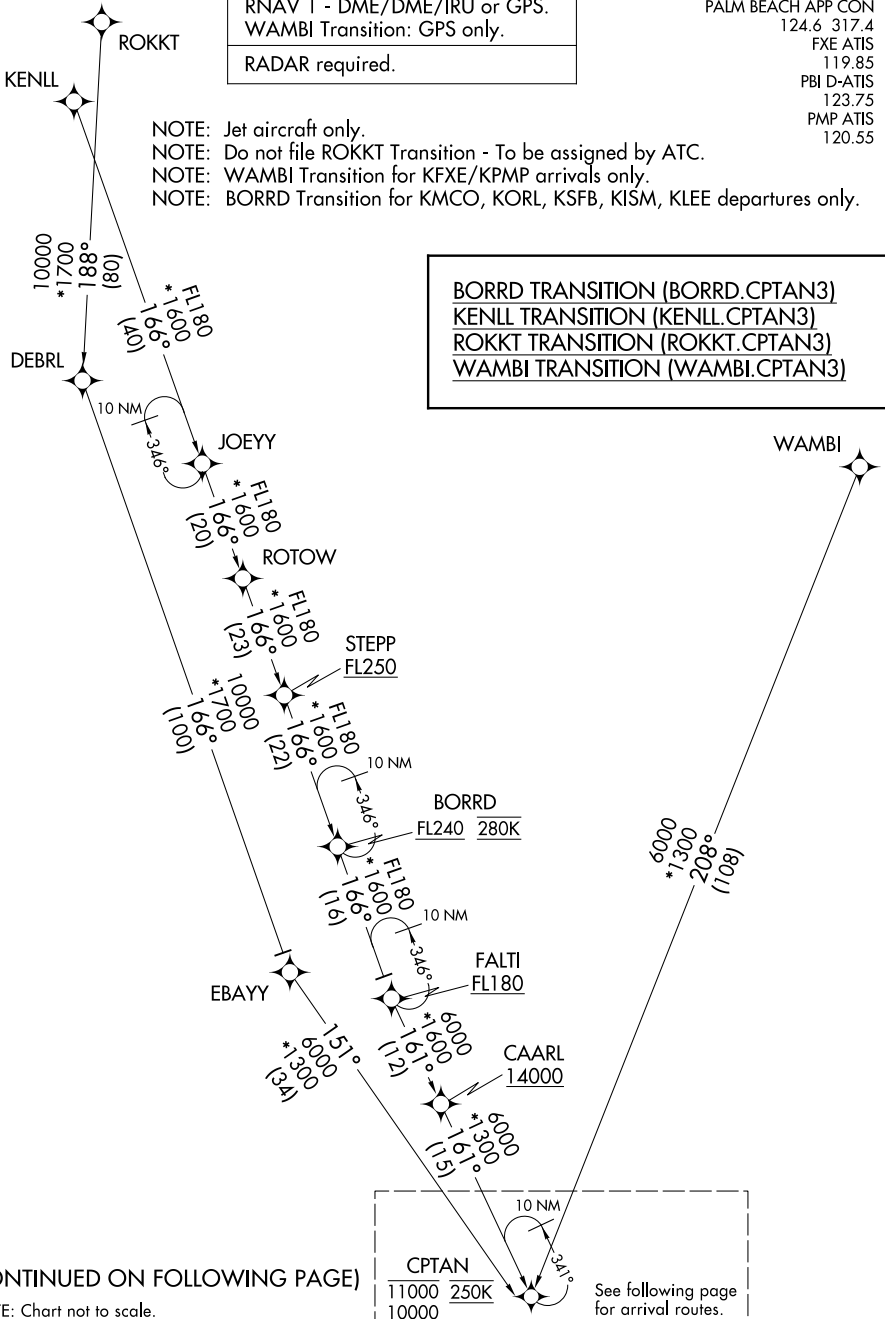 RNAV 1 - DME/DME/IRU or GPS.
WAMBI Transition: GPS only.
RADAR required.
PALM BEACH APP CON
124.6 317.4
FXE ATIS
119.85
PBI D-ATIS
123.75
PMP ATIS
120.55
ROKKT
KENLL
NOTE: Jet aircraft only.
NOTE: Do not file ROKKT Transition - To be assigned by ATC.
NOTE: WAMBI Transition for KFXE/KPMP arrivals only.
NOTE: BORRD Transition for KMCO, KORL, KSFB, KISM, KLEE departures only.
10000
*1700
188°
(80)
FL180
*1600
166°
(40)
BORRD TRANSITION (BORRD.CPTAN3)
KENLL TRANSITION (KENLL.CPTAN3)
ROKKT TRANSITION (ROKKT.CPTAN3)
WAMBI TRANSITION (WAMBI.CPTAN3)
DEBRL
10 NM
346°
JOEYY
WAMBI
FL180
*1600
166°
(20)
ROTOW
FL180
*1600
166°
(23)
STEPP
FL250
10000
*1700
166°
(100)
FL180
*1600
166°
(22)
10 NM
346°
BORRD
FL240 280K
6000
*1300
208°
(108)
FL180
*1600
166°
(16)
10 NM
346°
FALTI
FL180
EBAYY
6000
*1600
161°
(12)
CAARL
14000
151°
6000
*1300
(34)
6000
*1300
161°
(15)
10 NM
341°
CPTAN
11000 250K
10000
See following page
for arrival routes.
ONTINUED ON FOLLOWING PAGE)
TE: Chart not to scale.